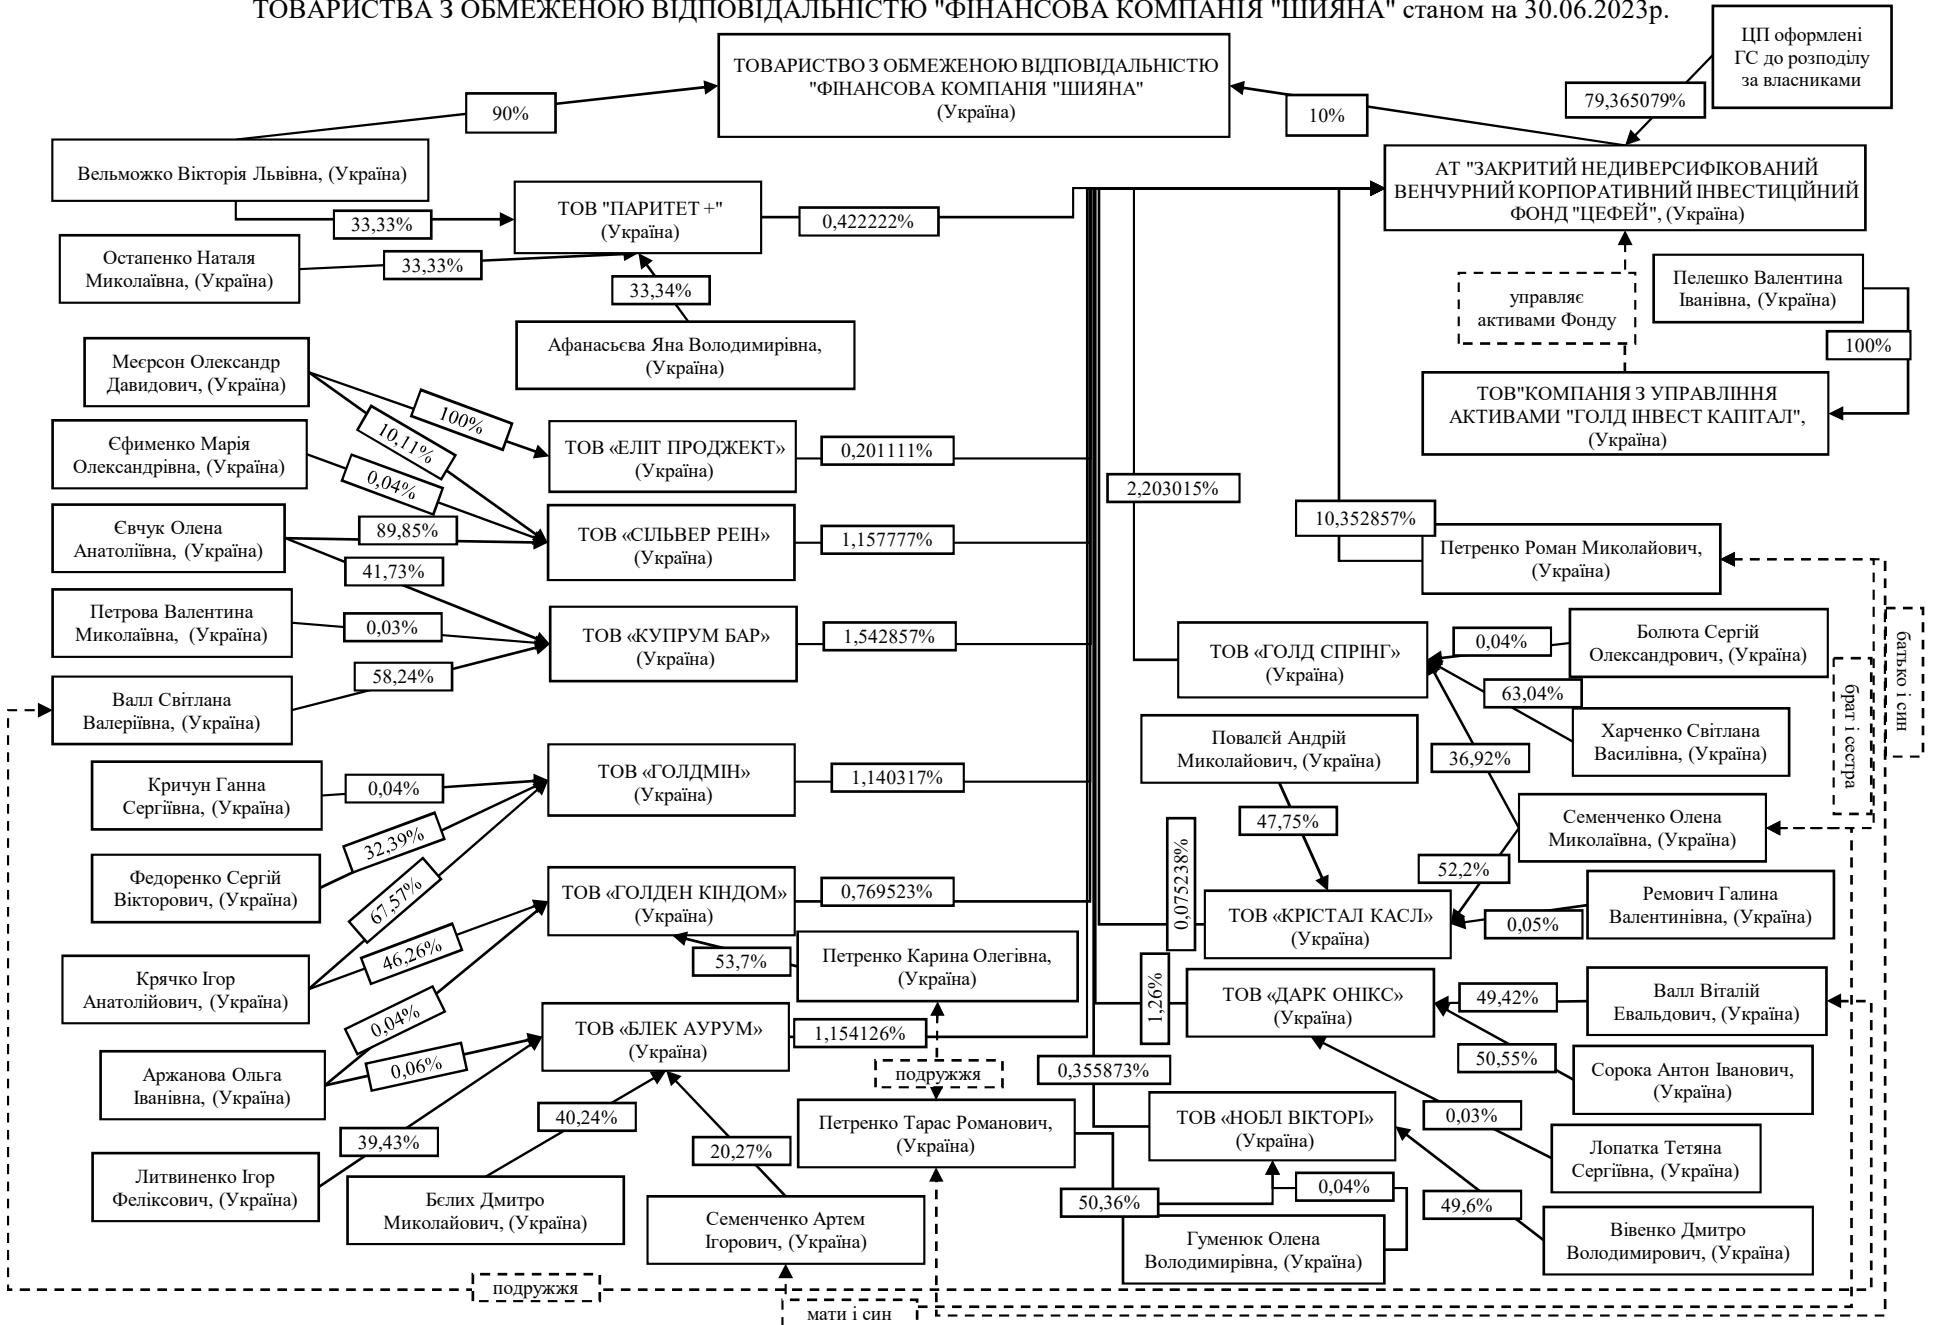 ТОВАРИСТВА З ОБМЕЖЕНОЮ ВІДПОВІДАЛЬНІСТЮ "ФІНАНСОВА КОМПАНІЯ "ШИЯНА" станом на 30.06.2023р.
ЦП оформлені
ГС до розподілу
за власниками
ТОВАРИСТВО З ОБМЕЖЕНОЮ ВІДПОВІДАЛЬНІСТЮ
"ФІНАНСОВА КОМПАНІЯ "ШИЯНА"
(Україна)
90%
10%
79,365079%
Вельможко Вікторія Львівна, (Україна)
АТ "ЗАКРИТИЙ НЕДИВЕРСИФІКОВАНИЙ
ВЕНЧУРНИЙ КОРПОРАТИВНИЙ ІНВЕСТИЦІЙНИЙ
ФОНД "ЦЕФЕЙ", (Україна)
33,33%
ТОВ "ПАРИТЕТ +"
(Україна)
0,422222%
Остапенко Наталя
Миколаївна, (Україна)
33,33%
33,34%
Афанасьєва Яна Володимирівна,
(Україна)
управляє
активами Фонду
Пелешко Валентина
Іванівна, (Україна)
100%
ТОВ"КОМПАНІЯ З УПРАВЛІННЯ
АКТИВАМИ "ГОЛД ІНВЕСТ КАПІТАЛ",
(Україна)
Меєрсон Олександр
Давидович, (Україна)
100%
10,11%
Єфименко Марія
Олександрівна, (Україна)
0,04%
ТОВ «ЕЛІТ ПРОДЖЕКТ»
(Україна)
0,201111%
2,203015%
10,352857%
Євчук Олена
Анатоліївна, (Україна)
89,85%
41,73%
ТОВ «СІЛЬВЕР РЕІН»
(Україна)
1,157777%
Петренко Роман Миколайович,
(Україна)
Петрова Валентина
Миколаївна, (Україна)
0,03%
ТОВ «КУПРУМ БАР»
(Україна)
1,542857%
Валл Світлана
Валеріївна, (Україна)
58,24%
ТОВ «ГОЛД СПРІНГ»
(Україна)
0,04%
Болюта Сергій
Олександрович, (Україна)
63,04%
Харченко Світлана
Василівна, (Україна)
батько і син
брат і сестра
Кричун Ганна
Сергіївна, (Україна)
0,04%
ТОВ «ГОЛДМІН»
(Україна)
1,140317%
Повалєй Андрій
Миколайович, (Україна)
36,92%
47,75%
Семенченко Олена
Миколаївна, (Україна)
Федоренко Сергій
Вікторович, (Україна)
32,39%
67,57%
ТОВ «ГОЛДЕН КІНДОМ»
(Україна)
0,769523%
0,075238%
52,2%
ТОВ «КРІСТАЛ КАСЛ»
(Україна)
0,05%
Ремович Галина
Валентинівна, (Україна)
Крячко Ігор
Анатолійович, (Україна)
46,26%
53,7%
Петренко Карина Олегівна,
(Україна)
1,26%
ТОВ «ДАРК ОНІКС»
(Україна)
49,42%
Валл Віталій
Евальдович, (Україна)
0,04%
Аржанова Ольга
Іванівна, (Україна)
0,06%
ТОВ «БЛЕК АУРУМ»
(Україна)
1,154126%
подружжя
0,355873%
50,55%
Сорока Антон Іванович,
(Україна)
40,24%
39,43%
20,27%
Петренко Тарас Романович,
(Україна)
ТОВ «НОБЛ ВІКТОРІ»
(Україна)
0,03%
Лопатка Тетяна
Сергіївна, (Україна)
Литвиненко Ігор
Феліксович, (Україна)
Бєлих Дмитро
Миколайович, (Україна)
Семенченко Артем
Ігорович, (Україна)
50,36%
0,04%
49,6%
Гуменюк Олена
Володимирівна, (Україна)
Вівенко Дмитро
Володимирович, (Україна)
подружжя
мати і син